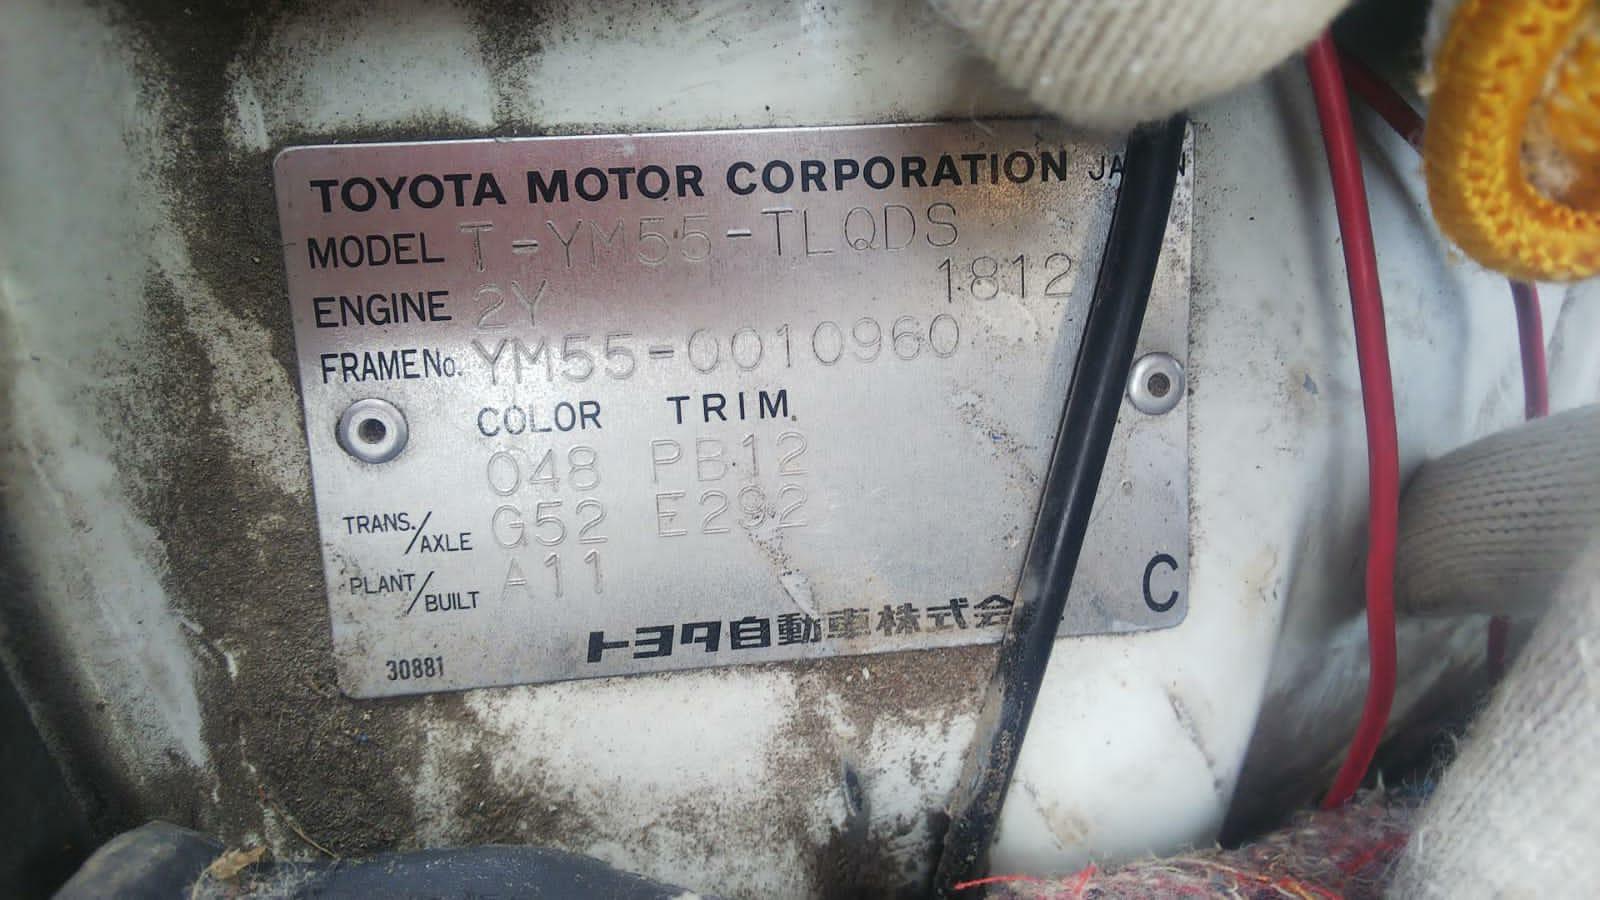 TOYOTA MOTOR CORPORATION
MODEL T-YM55-TLQDS
ENGINE 2Y 1812
FRAME No. YM55-0010960
COLOR TRIM
048 PB12
TRANS./AXLE G52 E292
PLANT/BUILT A11
C
トヨタ自動車株式会
30881